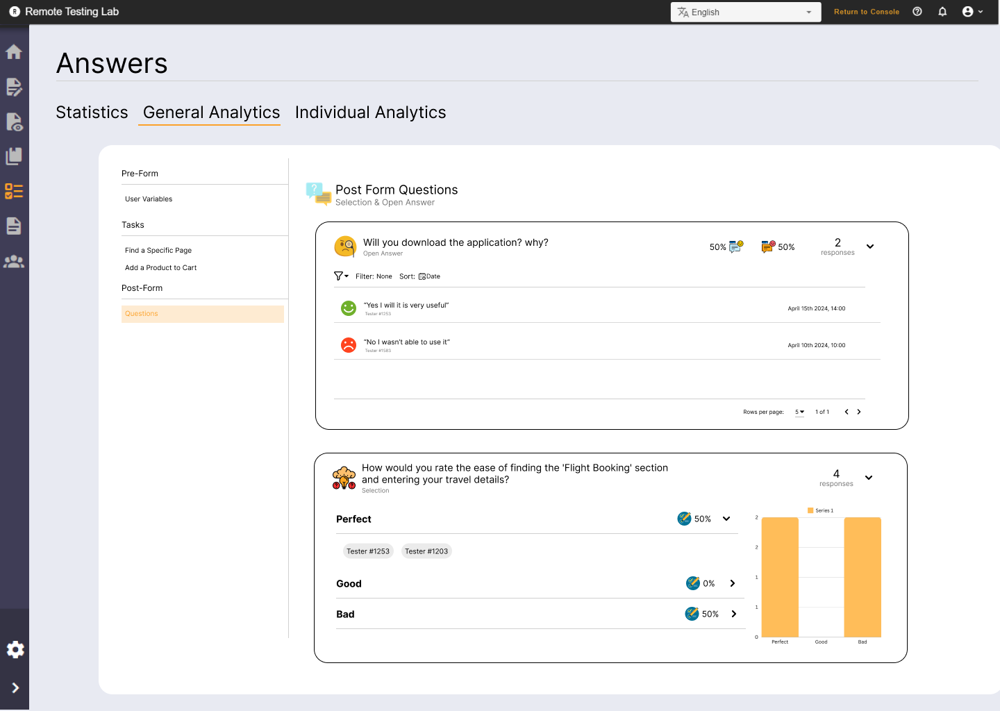 R Remote Testing Lab
English
Return to Console
Answers
Statistics
General Analytics
Individual Analytics
Pre-Form
User Variables
Tasks
Find a Specific Page
Add a Product to Cart
Post-Form
Questions
Post Form Questions
Selection & Open Answer
Will you download the application? why?
Open Answer
50%
50%
2
responses
Filter: None
Sort: Date
“Yes I will it is very useful”
Tester #1253
April 15th 2024, 14:00
“No I wasn’t able to use it”
Tester #1583
April 10th 2024, 10:00
Rows per page: 5
1 of 1
How would you rate the ease of finding the 'Flight Booking' section
and entering your travel details?
Selection
4
responses
Perfect
50%
Tester #1253
Tester #1203
Good
0%
Bad
50%
Series 1
2
2
1
1
0
Perfect
Good
Bad